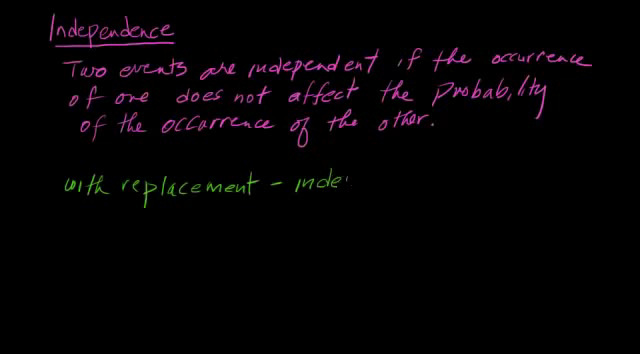 Independence
Two events are independent if the occurrence
of one does not affect the Probability
of the occurrence of the other.
with replacement - inde